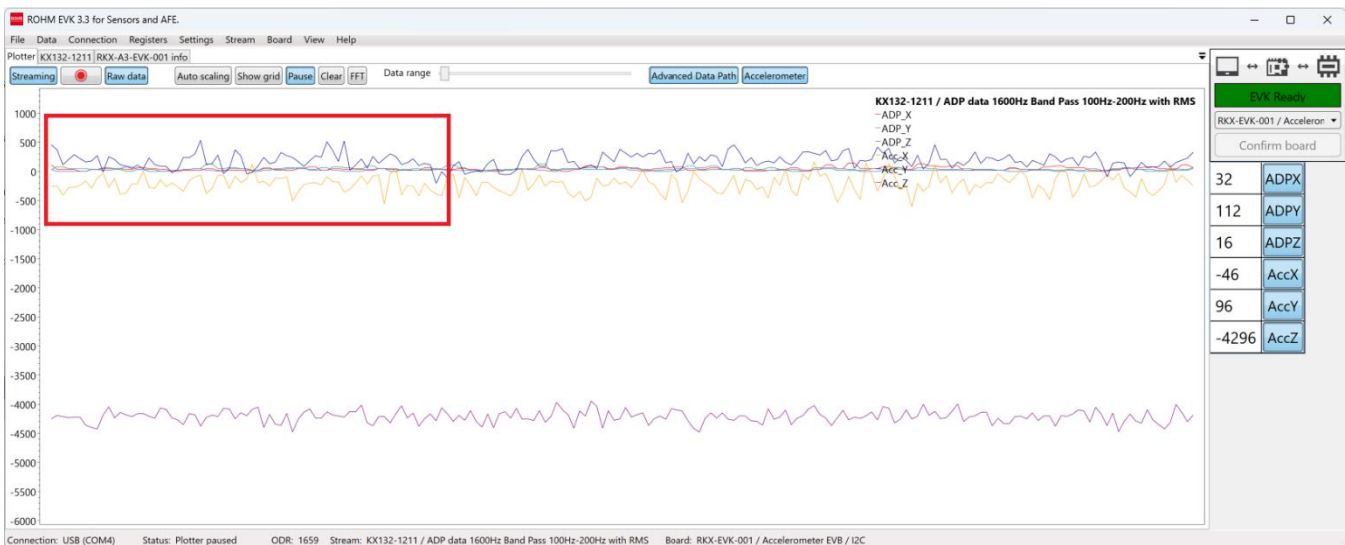 ROHM EVK 3.3 for Sensors and AFE.
File Data Connection Registers Settings Stream Board View Help
Plotter KX132-1211 RKX-A3-EVK-001 info
Streaming Raw data Auto scaling Show grid Pause Clear FFT Data range Advanced Data Path Accelerometer
EVK Ready
RKX-EVK-001 / Acceleron
Confirm board
KX132-1211 / ADP data 1600Hz Band Pass 100Hz-200Hz with RMS
ADP_X
ADP_Y
ADP_Z
Acc_X
Acc_Y
Acc_Z
1000
500
0
-500
-1000
-1500
-2000
-2500
-3000
-3500
-4000
-4500
-5000
-5500
-6000
32 ADPX
112 ADPY
16 ADPZ
-46 AccX
96 AccY
-4296 AccZ
Connection: USB (COM4) Status: Plotter paused ODR: 1659 Stream: KX132-1211 / ADP data 1600Hz Band Pass 100Hz-200Hz with RMS Board: RKX-EVK-001 / Accelerometer EVB / I2C